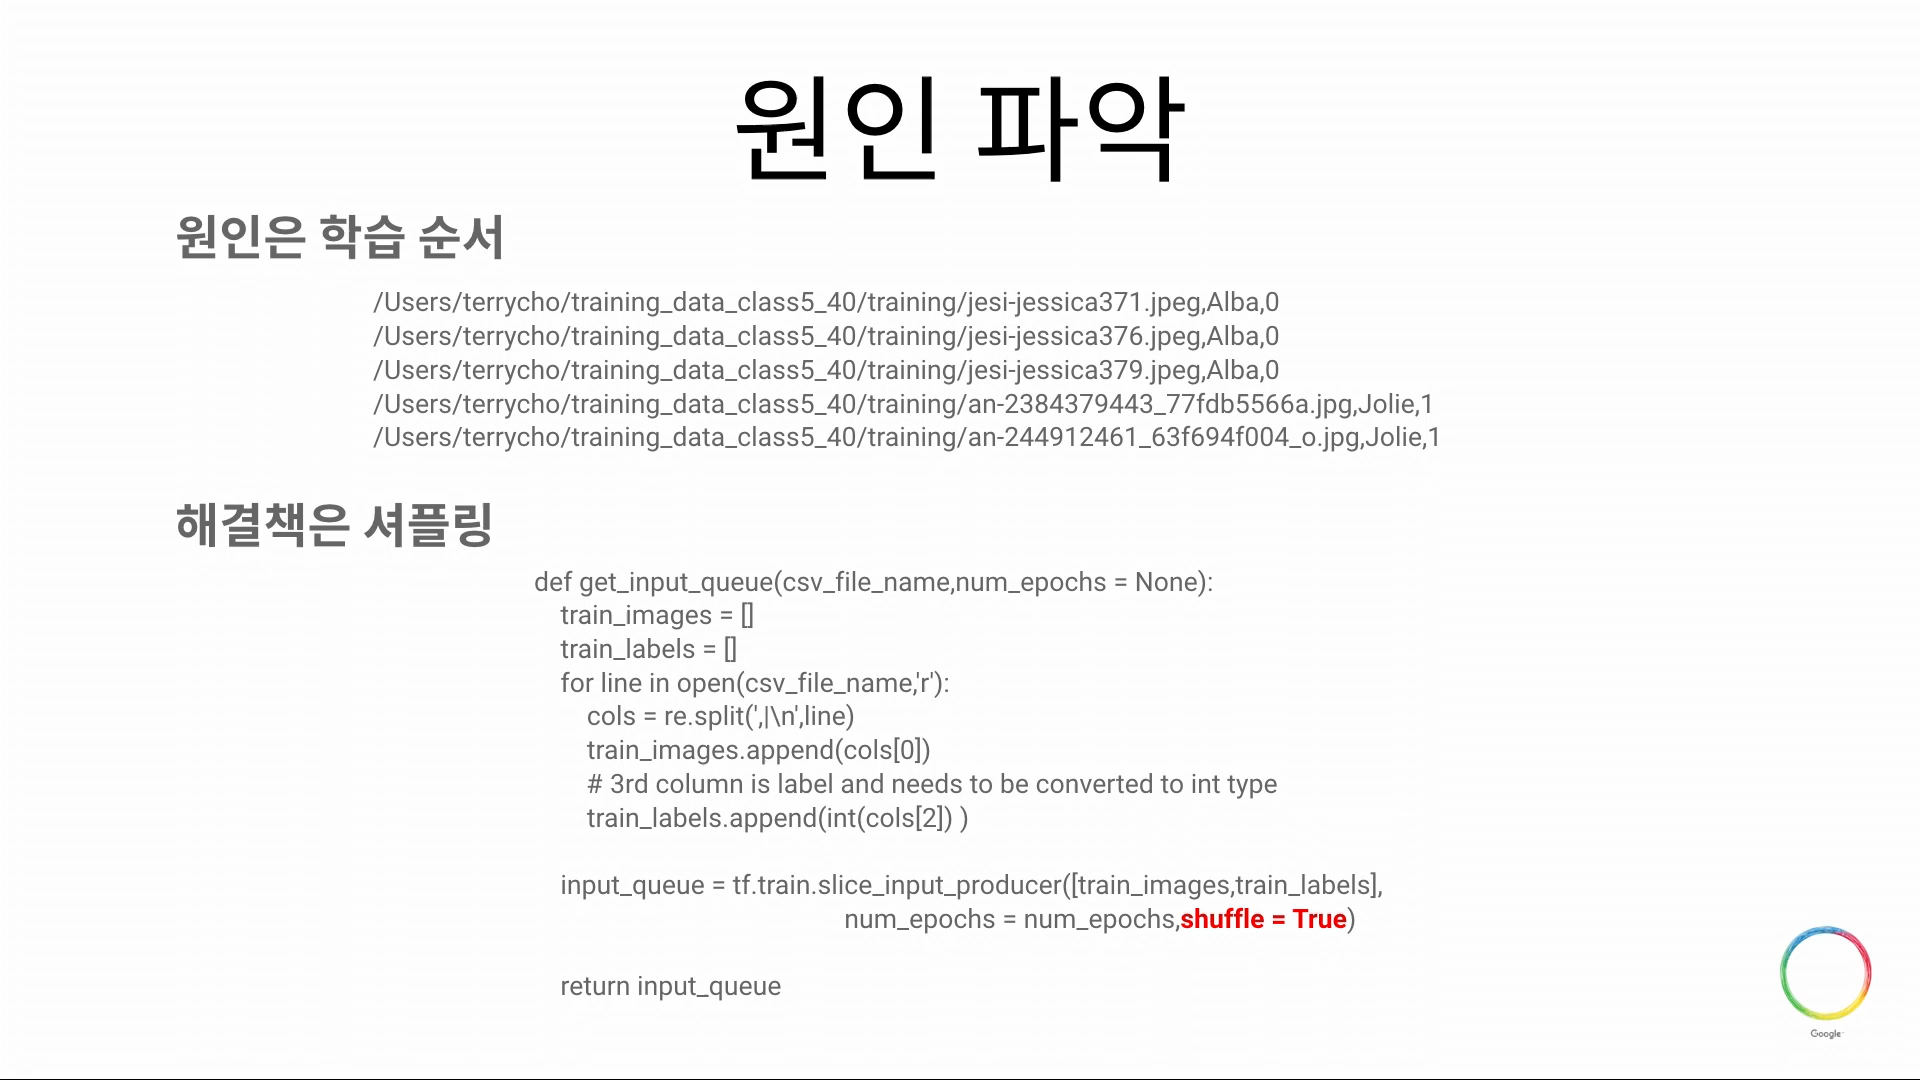 원인 파악
원인은 학습 순서
/Users/terrycho/training_data_class5_40/training/jesi-jessica371.jpeg,Alba,0
/Users/terrycho/training_data_class5_40/training/jesi-jessica376.jpeg,Alba,0
/Users/terrycho/training_data_class5_40/training/jesi-jessica379.jpeg,Alba,0
/Users/terrycho/training_data_class5_40/training/an-2384379443_77fdb5566a.jpg,Jolie,1
/Users/terrycho/training_data_class5_40/training/an-244912461_63f694f004_o.jpg,Jolie,1
해결책은 셔플링
def get_input_queue(csv_file_name,num_epochs = None):
train_images = []
train_labels = []
for line in open(csv_file_name,'r'):
cols = re.split(',|\n',line)
train_images.append(cols[0])
# 3rd column is label and needs to be converted to int type
train_labels.append(int(cols[2]) )
input_queue = tf.train.slice_input_producer([train_images,train_labels],
num_epochs = num_epochs,shuffle = True)
return input_queue
Google